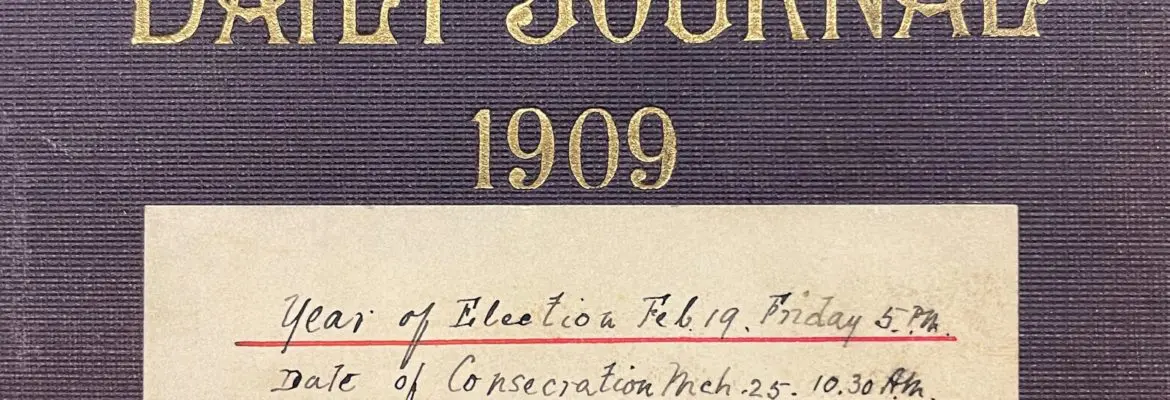 DAILY JOURNAL
1909
Year of Election Feb. 19. Friday 5. P.M.
Date of Consecration Mch. 25. 10.30 A.M.